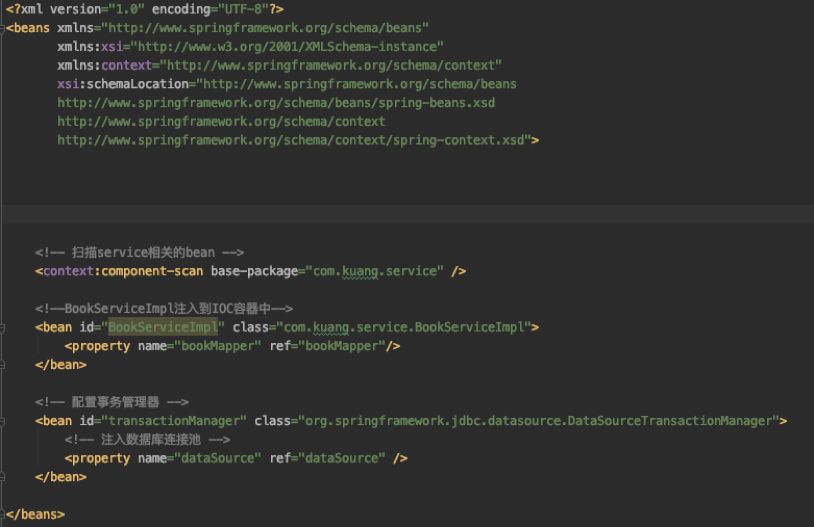 <?xml version="1.0" encoding="UTF-8"?>
<beans xmlns="http://www.springframework.org/schema/beans"
xmlns:xsi="http://www.w3.org/2001/XMLSchema-instance"
xmlns:context="http://www.springframework.org/schema/context"
xsi:schemaLocation="http://www.springframework.org/schema/beans
http://www.springframework.org/schema/beans/spring-beans.xsd
http://www.springframework.org/schema/context
http://www.springframework.org/schema/context/spring-context.xsd">
<!-- 扫描service相关的bean -->
<context:component-scan base-package="com.kuang.service" />
<!--BookServiceImpl注入到IOC容器中-->
<bean id="BookServiceImpl" class="com.kuang.service.BookServiceImpl">
<property name="bookMapper" ref="bookMapper"/>
</bean>
<!-- 配置事务管理器 -->
<bean id="transactionManager" class="org.springframework.jdbc.datasource.DataSourceTransactionManager">
<!-- 注入数据库连接池 -->
<property name="dataSource" ref="dataSource" />
</bean>
</beans>